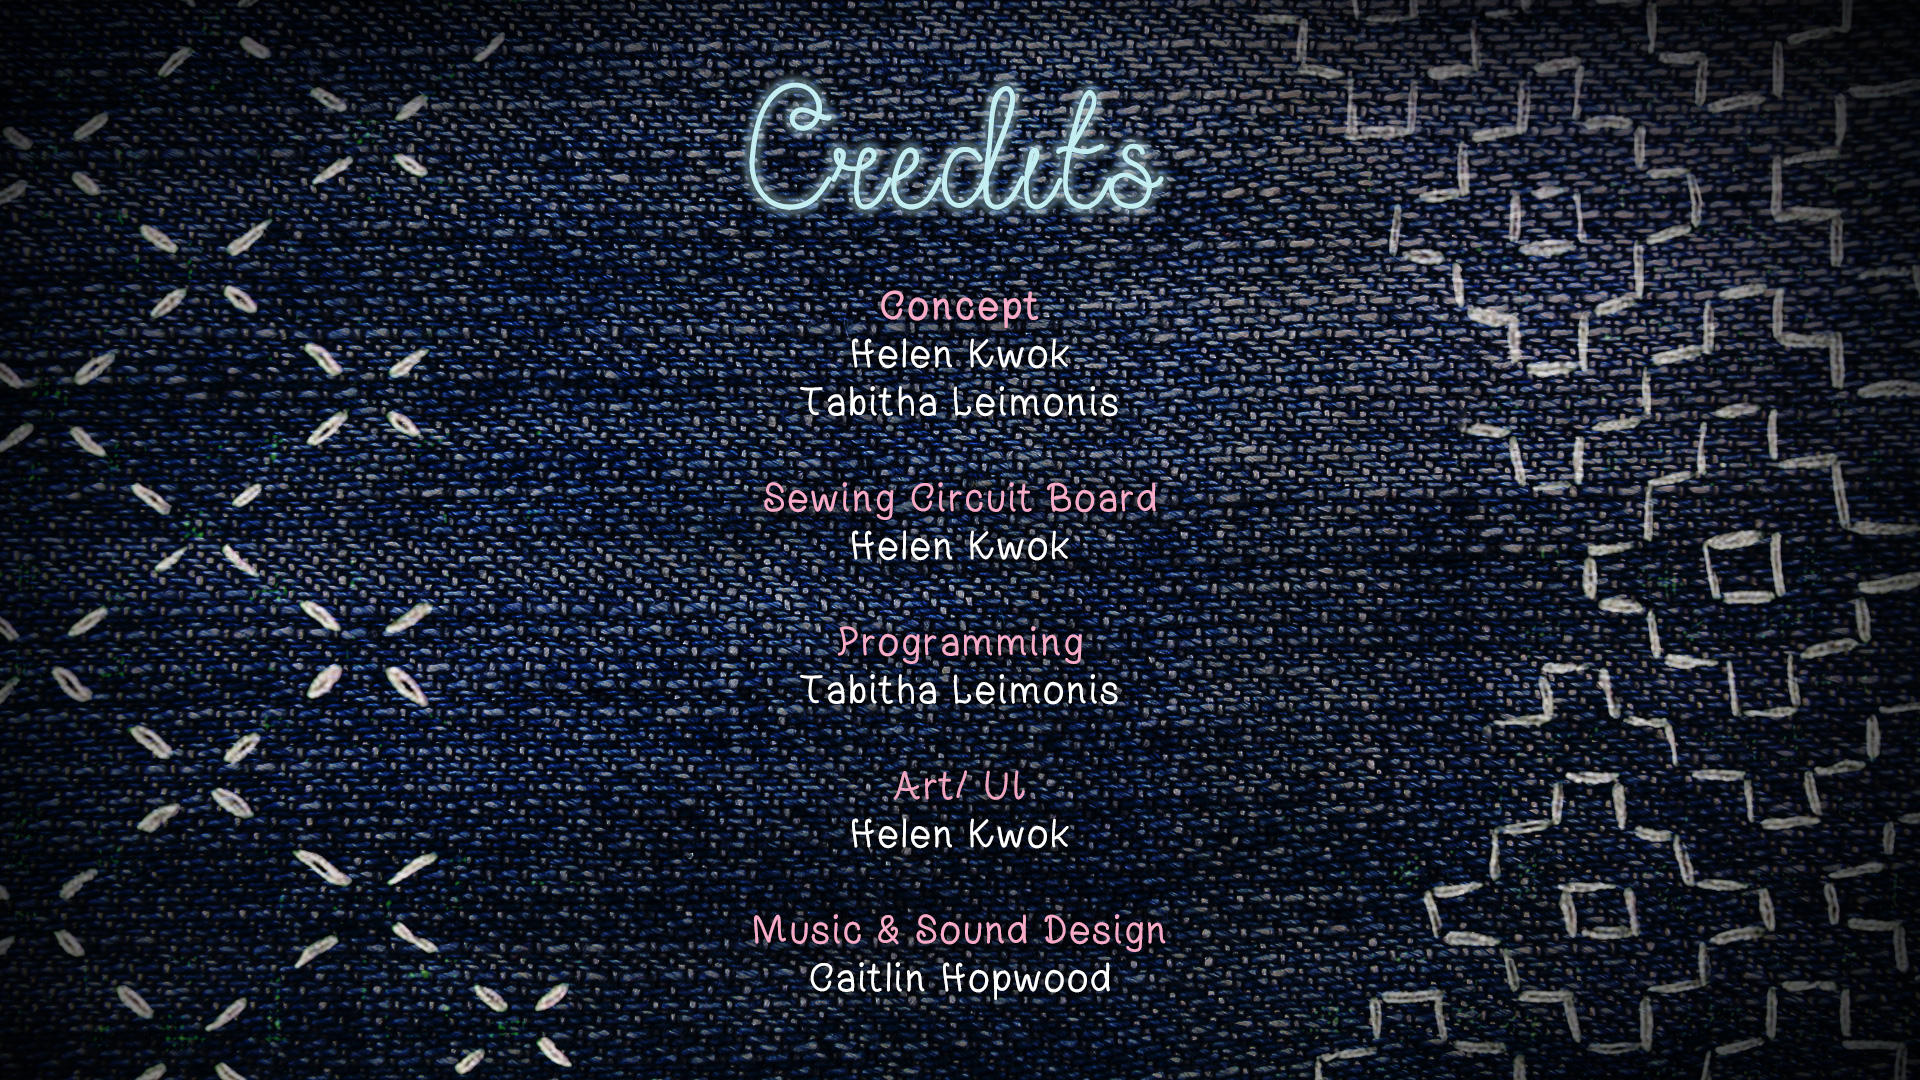 Credits
Concept
Helen Kwok
Tabitha Leimonis
Sewing Circuit Board
Helen Kwok
Programming
Tabitha Leimonis
Art/ UI
Helen Kwok
Music & Sound Design
Caitlin Hopwood